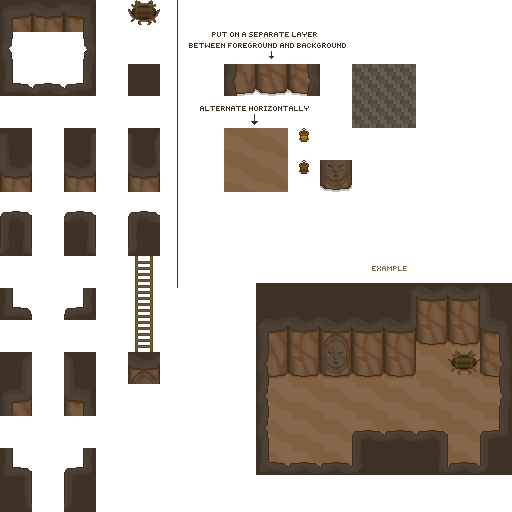 PUT ON A SEPARATE LAYER
BETWEEN FOREGROUND AND BACKGROUND
ALTERNATE HORIZONTALLY
EXAMPLE